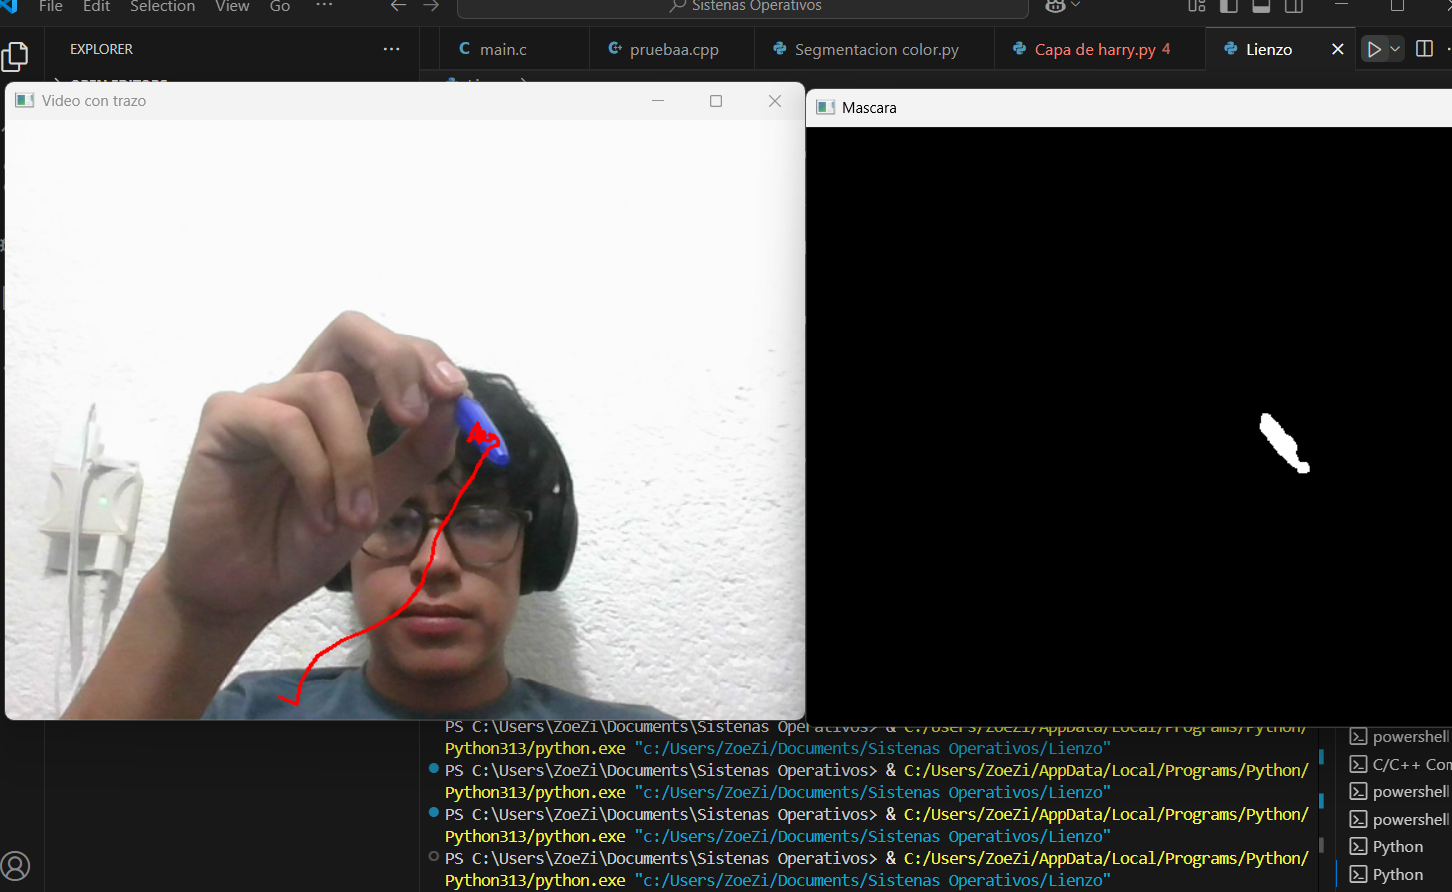 File Edit Selection View Go ··· Sistenas Operativos
EXPLORER ···
main.c pruebaa.cpp Segmentacion color.py Capa de harry.py 4 Lienzo
OPEN EDITORS
Video con trazo
Mascara
PS C:\Users\ZoeZi\Documents\Sistenas Operativos> & C:/Users/ZoeZi/AppData/Local/Programs/Python/
Python313/python.exe "c:/Users/ZoeZi/Documents/Sistenas Operativos/Lienzo"
PS C:\Users\ZoeZi\Documents\Sistenas Operativos> & C:/Users/ZoeZi/AppData/Local/Programs/Python/
Python313/python.exe "c:/Users/ZoeZi/Documents/Sistenas Operativos/Lienzo"
PS C:\Users\ZoeZi\Documents\Sistenas Operativos> & C:/Users/ZoeZi/AppData/Local/Programs/Python/
Python313/python.exe "c:/Users/ZoeZi/Documents/Sistenas Operativos/Lienzo"
PS C:\Users\ZoeZi\Documents\Sistenas Operativos> & C:/Users/ZoeZi/AppData/Local/Programs/Python/
Python313/python.exe "c:/Users/ZoeZi/Documents/Sistenas Operativos/Lienzo"
powershell
C/C++ Com
powershell
powershell
Python
Python